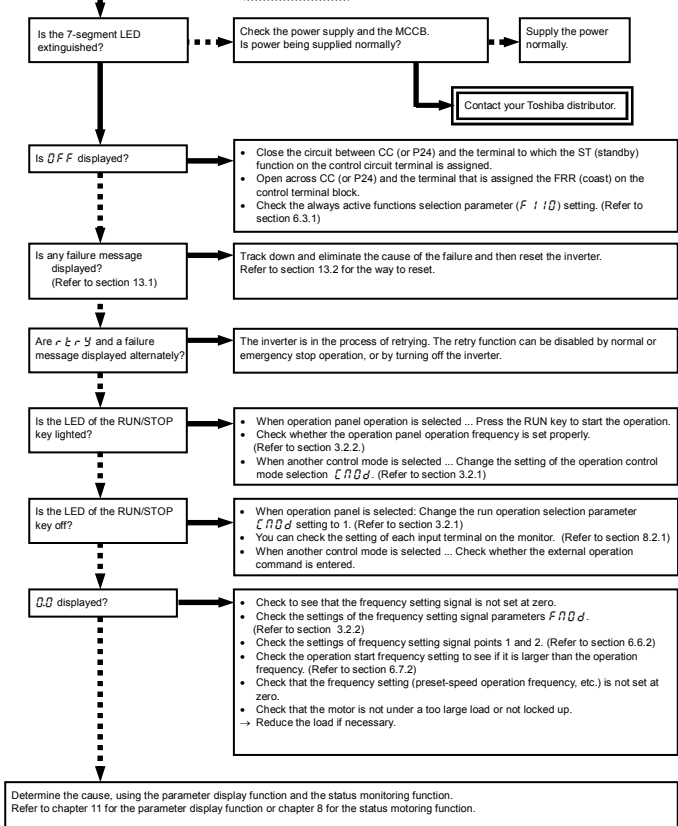 Is the 7-segment LED
extinguished?
Check the power supply and the MCCB.
Is power being supplied normally?
Supply the power
normally.
Contact your Toshiba distributor.
Is OFF displayed?
• Close the circuit between CC (or P24) and the terminal to which the ST (standby)
function on the control circuit terminal is assigned.
• Open across CC (or P24) and the terminal that is assigned the FRR (coast) on the
control terminal block.
• Check the always active functions selection parameter (F110) setting. (Refer to
section 6.3.1)
Is any failure message
displayed?
(Refer to section 13.1)
Track down and eliminate the cause of the failure and then reset the inverter.
Refer to section 13.2 for the way to reset.
Are rtry and a failure
message displayed alternately?
The inverter is in the process of retrying. The retry function can be disabled by normal or
emergency stop operation, or by turning off the inverter.
Is the LED of the RUN/STOP
key lighted?
• When operation panel operation is selected ... Press the RUN key to start the operation.
• Check whether the operation panel operation frequency is set properly.
(Refer to section 3.2.2.)
• When another control mode is selected ... Change the setting of the operation control
mode selection CMOd. (Refer to section 3.2.1)
Is the LED of the RUN/STOP
key off?
• When operation panel is selected: Change the run operation selection parameter
CMOd setting to 1. (Refer to section 3.2.1)
• You can check the setting of each input terminal on the monitor. (Refer to section 8.2.1)
• When another control mode is selected ... Check whether the external operation
command is entered.
0.0 displayed?
• Check to see that the frequency setting signal is not set at zero.
• Check the settings of the frequency setting signal parameters FMOd.
(Refer to section 3.2.2)
• Check the settings of frequency setting signal points 1 and 2. (Refer to section 6.6.2)
• Check the operation start frequency setting to see if it is larger than the operation
frequency. (Refer to section 6.7.2)
• Check that the frequency setting (preset-speed operation frequency, etc.) is not set at
zero.
• Check that the motor is not under a too large load or not locked up.
→ Reduce the load if necessary.
Determine the cause, using the parameter display function and the status monitoring function.
Refer to chapter 11 for the parameter display function or chapter 8 for the status motoring function.